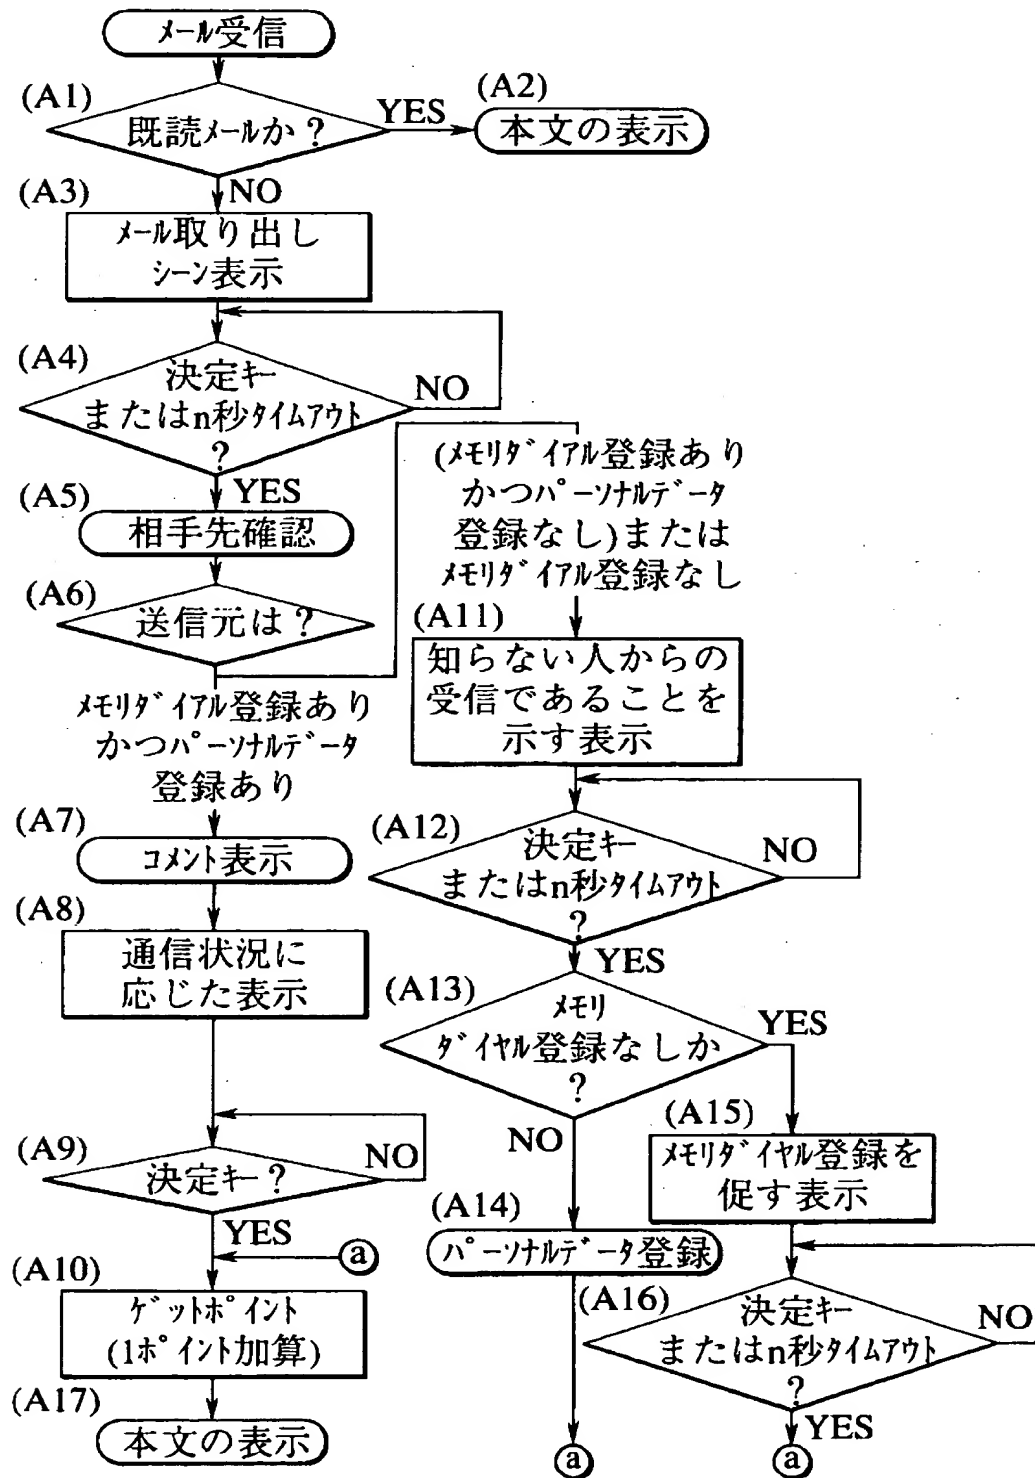 メール受信
(A1)
既読メールか？
YES
(A2)
本文の表示
(A3)
NO
メール取り出し
シーン表示
(A4)
決定キー
またはn秒タイムアウト
？
NO
YES
(A5)
相手先確認
(A6)
送信元は？
メモリダイアル登録あり
かつパーソナルデータ
登録あり
(A7)
コメント表示
(A8)
通信状況に
応じた表示
(A9)
決定キー？
NO
YES
a
(A10)
ゲットポイント
(1ポイント加算)
(A17)
本文の表示
(メモリダイアル登録あり
かつパーソナルデータ
登録なし)または
メモリダイアル登録なし
(A11)
知らない人からの
受信であることを
示す表示
(A12)
決定キー
またはn秒タイムアウト
？
NO
YES
(A13)
メモリ
ダイヤル登録なしか
？
YES
NO
(A14)
パーソナルデータ登録
a
(A15)
メモリダイヤル登録を
促す表示
(A16)
決定キー
またはn秒タイムアウト
？
NO
YES
a